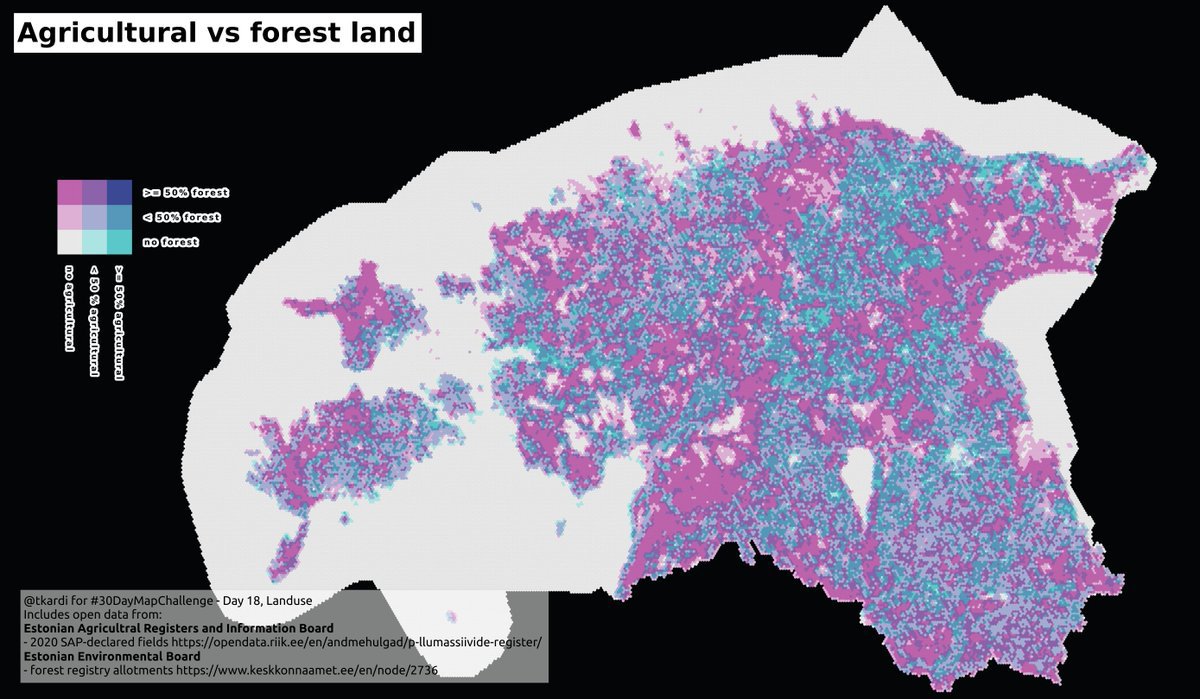 Agricultural vs forest land
>= 50% forest
< 50% forest
no forest
no agricultural
< 50 % agricultural
>= 50% agricultural
@tkardi for #30DayMapChallenge - Day 18, Landuse
Includes open data from:
Estonian Agricultral Registers and Information Board
- 2020 SAP-declared fields https://opendata.riik.ee/en/andmehulgad/p-llumassiivide-register/
Estonian Environmental Board
- forest registry allotments https://www.keskkonnaamet.ee/en/node/2736